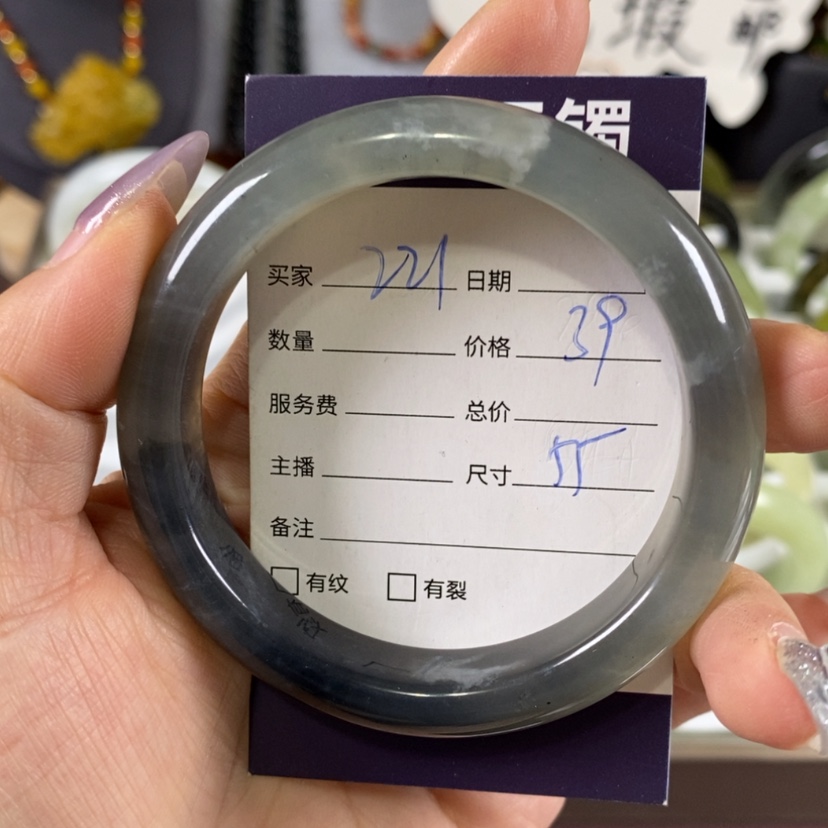 镯
买家 221 日期
数量 价格 39
服务费 总价
主播 尺寸 55
备注
有纹 有裂